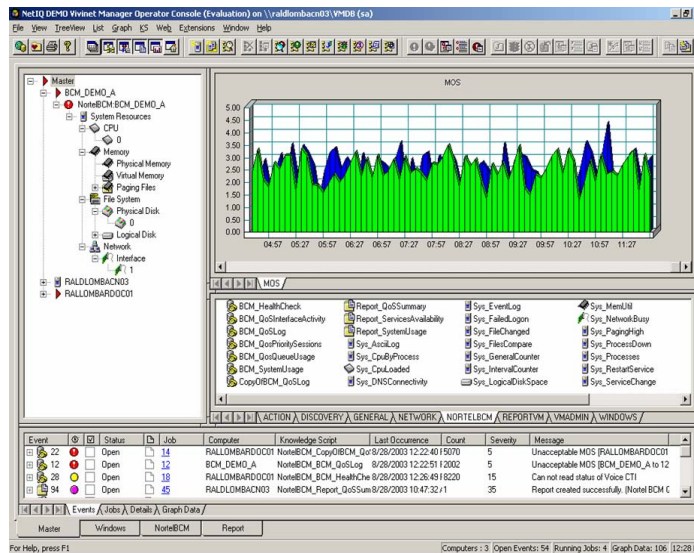 NetIQ DEMO Vivinet Manager Operator Console (Evaluation) on \\raldlombacn03\VMDB (sa)
File View TreeView List Graph KS Web Extensions Window Help
Master
BCM_DEMO_A
NortelBCM:BCM_DEMO_A
System Resources
CPU
0
Memory
Physical Memory
Virtual Memory
Paging Files
File System
Physical Disk
0
Logical Disk
Network
Interface
1
RALDLOMBACN03
RALLOMBARDOC01
MOS
5.00
4.50
4.00
3.50
3.00
2.50
2.00
1.50
1.00
0.50
0.00
04:57 05:27 05:57 06:27 06:57 07:27 07:57 08:27 08:57 09:27 09:57 10:27 10:57 11:27
MOS
BCM_HealthCheck Report_QoSSummary Sys_EventLog Sys_MemUtil
BCM_QoSInterfaceActivity Report_ServicesAvailability Sys_FailedLogon Sys_NetworkBusy
BCM_QoSLog Report_SystemUsage Sys_FileChanged Sys_PagingHigh
BCM_QosPrioritySessions Sys_AsciiLog Sys_FilesCompare Sys_ProcessDown
BCM_QosQueueUsage Sys_CpuByProcess Sys_GeneralCounter Sys_Processes
BCM_SystemUsage Sys_CpuLoaded Sys_IntervalCounter Sys_RestartService
CopyOfBCM_QoSLog Sys_DNSConnectivity Sys_LogicalDiskSpace Sys_ServiceChange
ACTION DISCOVERY GENERAL NETWORK NORTELBCM REPORTVM VMADMIN WINDOWS
Event Status Job Computer Knowledge Script Last Occurrence Count Severity Message
22 Open 14 RALLOMBARDOC01 NortelBCM_CopyOfBCM_Qo 8/28/2003 12:22:40 5070 5 Unacceptable MOS [RALLOMBARDOC01
12 Open 12 BCM_DEMO_A NortelBCM_BCM_QoSLog 8/28/2003 12:22:51 2002 5 Unacceptable MOS [BCM_DEMO_A to 12
28 Open 18 RALLOMBARDOC01 NortelBCM_BCM_HealthChe 8/28/2003 12:26:49 8220 15 Can not read status of Voice CTI
94 Open 45 RALDLOMBACN03 NortelBCM_Report_QoSSum 8/28/2003 10:47:32 1 35 Report created successfully. (Nortel BCM
Events Jobs Details Graph Data
Master Windows NortelBCM Report
For Help, press F1 Computers : 3 Open Events: 54 Running Jobs: 4 Graph Data: 106 12:28